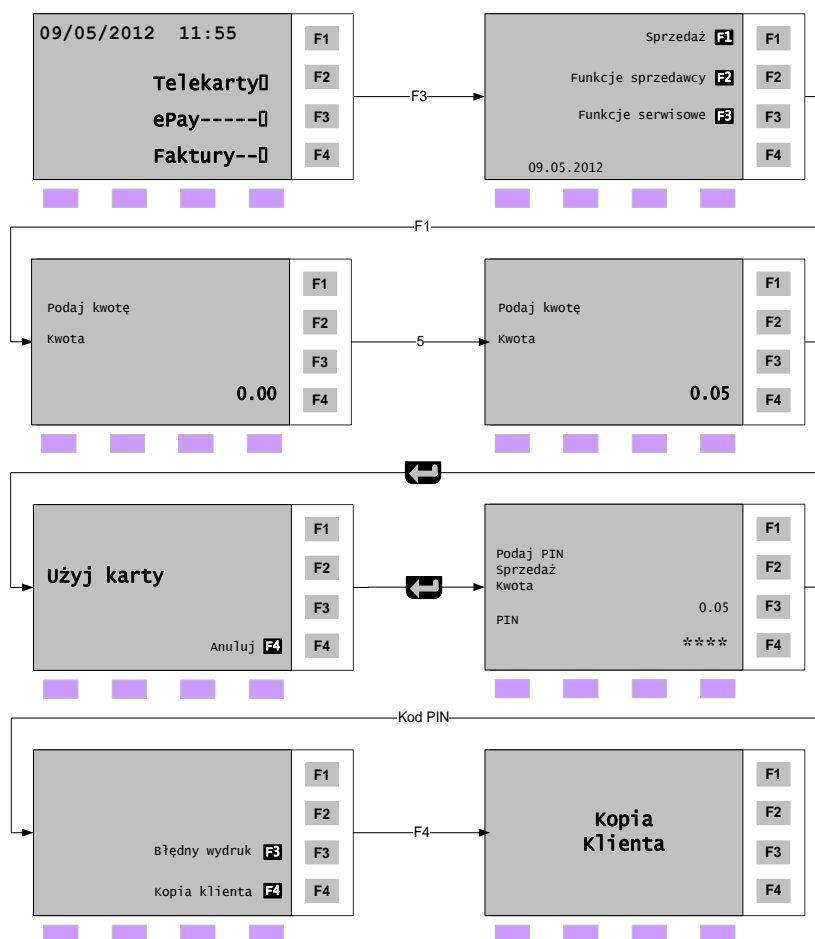 09/05/2012 11:55
Telekarty▯
ePay-----▯
Faktury--▯
F1
F2
F3
F4
F3
Sprzedaż F1
Funkcje sprzedawcy F2
Funkcje serwisowe F3
09.05.2012
F1
F2
F3
F4
F1
Podaj kwotę
Kwota
0.00
F1
F2
F3
F4
5
Podaj kwotę
Kwota
0.05
F1
F2
F3
F4
Użyj karty
Anuluj F4
F1
F2
F3
F4
Podaj PIN
Sprzedaż
Kwota
0.05
PIN
****
F1
F2
F3
F4
Kod PIN
Błędny wydruk F3
Kopia klienta F4
F1
F2
F3
F4
F4
Kopia
Klienta
F1
F2
F3
F4